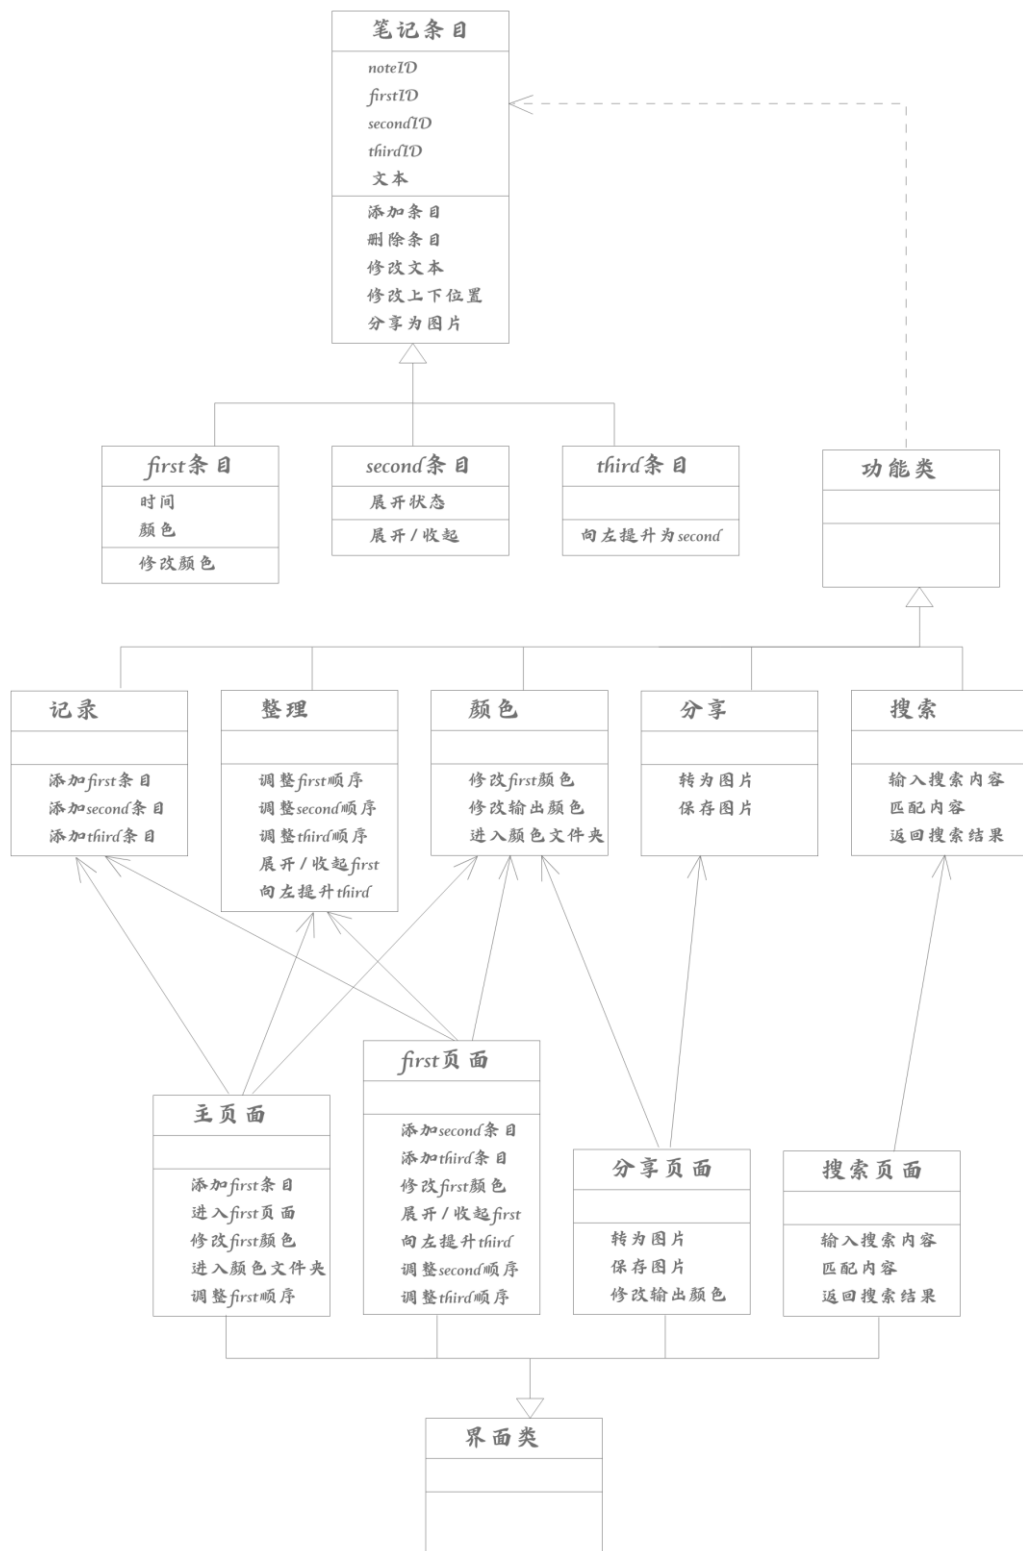 笔记条目
noteID
firstID
secondID
thirdID
文本
添加条目
删除条目
修改文本
修改上下位置
分享为图片
first条目
时间
颜色
修改颜色
second条目
展开状态
展开/收起
third条目
向左提升为second
功能类
记录
添加first条目
添加second条目
添加third条目
整理
调整first顺序
调整second顺序
调整third顺序
展开/收起first
向左提升third
颜色
修改first颜色
修改输出颜色
进入颜色文件夹
分享
转为图片
保存图片
搜索
输入搜索内容
匹配内容
返回搜索结果
主页面
添加first条目
进入first页面
修改first颜色
进入颜色文件夹
调整first顺序
first页面
添加second条目
添加third条目
修改first颜色
展开/收起first
向左提升third
调整second顺序
调整third顺序
分享页面
转为图片
保存图片
修改输出颜色
搜索页面
输入搜索内容
匹配内容
返回搜索结果
界面类